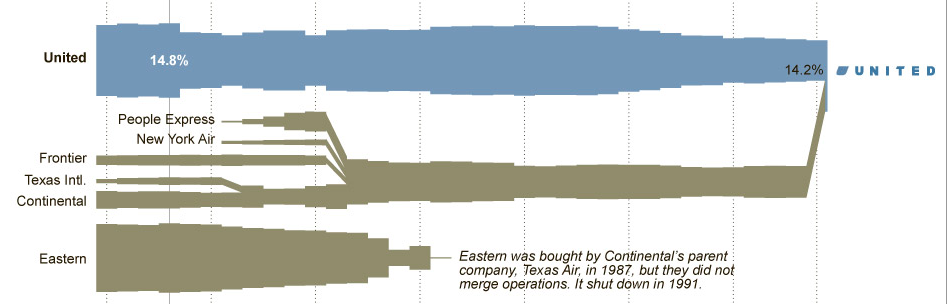 United
14.8%
14.2%
UNITED
People Express
New York Air
Frontier
Texas Intl.
Continental
Eastern
Eastern was bought by Continental's parent
company, Texas Air, in 1987, but they did not
merge operations. It shut down in 1991.